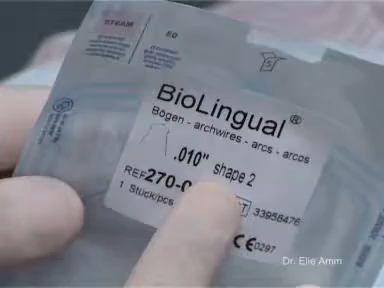 STEAM
EO
5
BioLingual®
Bögen - archwires - arcs - arcos
.010" shape 2
REF 270-0
1 Stück/pcs
33958476
CE 0297
Dr. Elie Amm